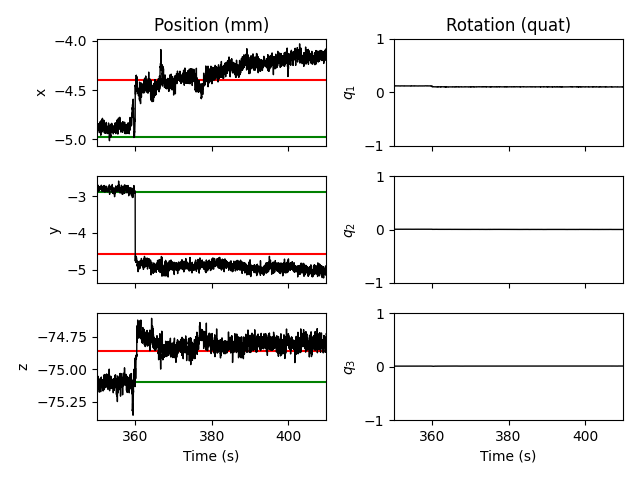 Position (mm)
Rotation (quat)
−4.0
−4.5
−5.0
x
1
0
−1
q1
−3
−4
−5
y
1
0
−1
q2
−74.75
−75.00
−75.25
z
1
0
−1
q3
360
380
400
360
380
400
Time (s)
Time (s)